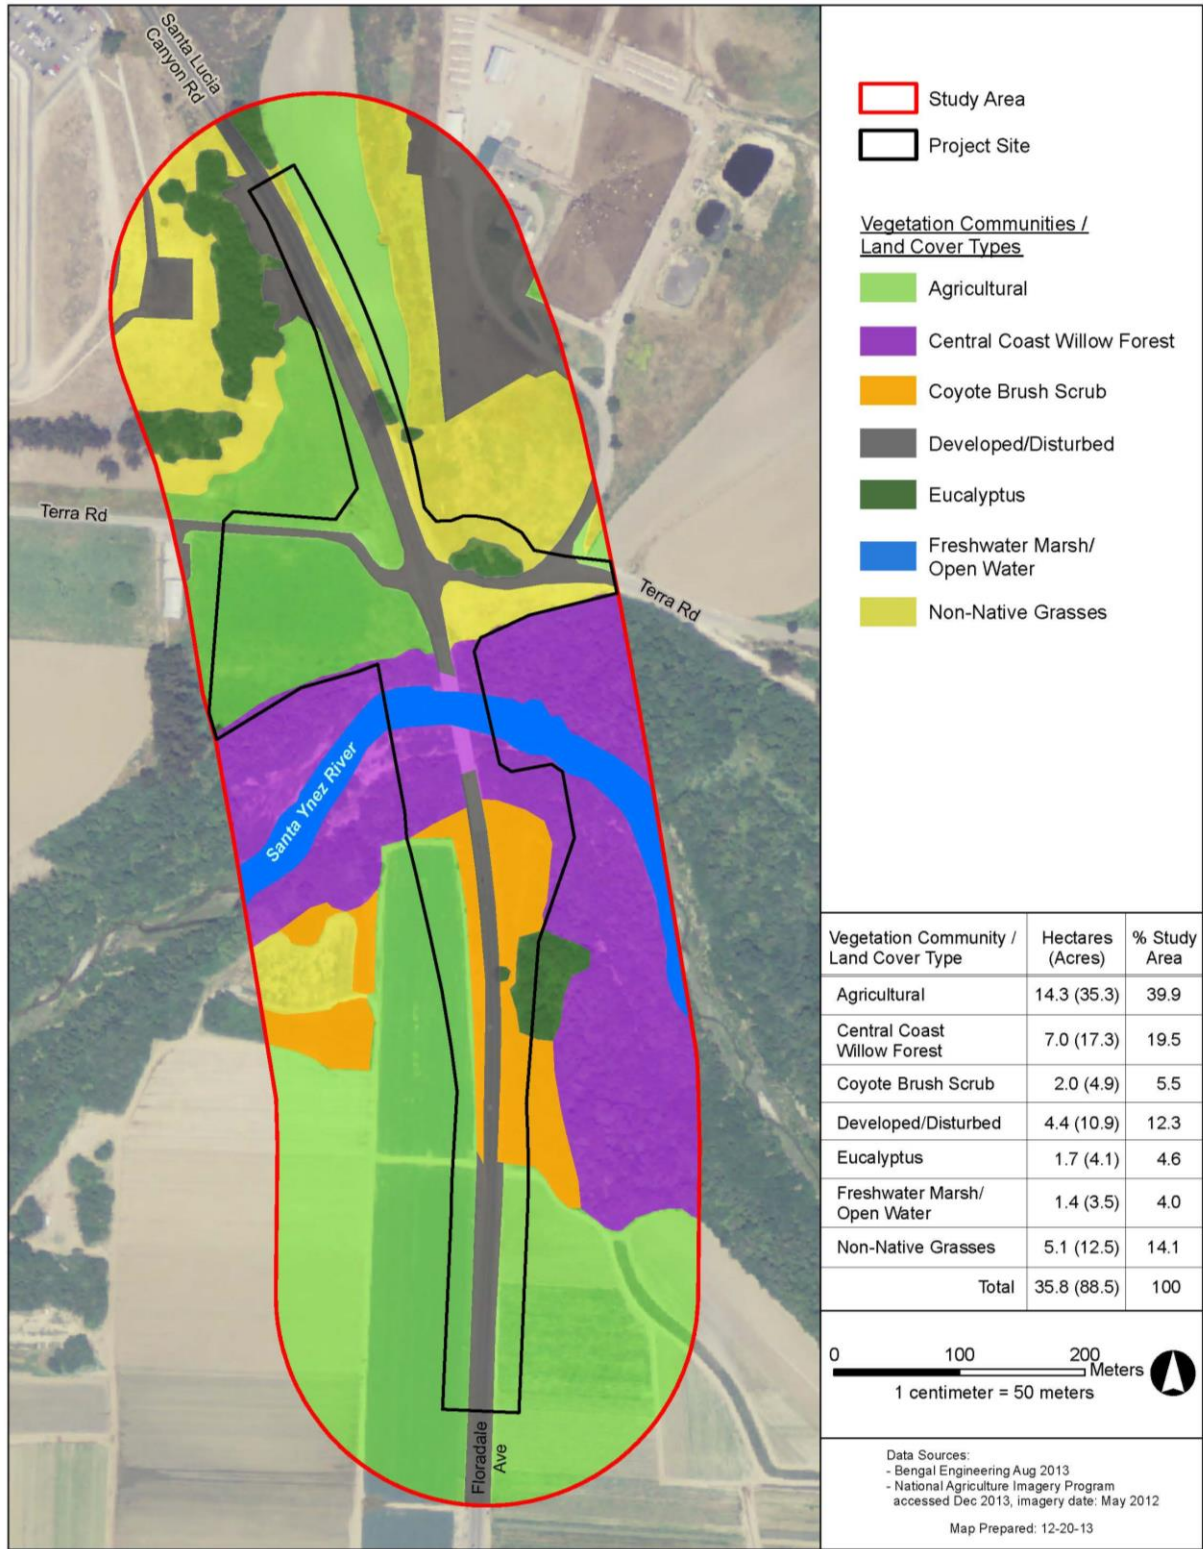 Santa Lucia
Canyon Rd
Terra Rd
Terra Rd
Santa Ynez River
Floradale
Ave
Study Area
Project Site
Vegetation Communities /
Land Cover Types
Agricultural
Central Coast Willow Forest
Coyote Brush Scrub
Developed/Disturbed
Eucalyptus
Freshwater Marsh/
Open Water
Non-Native Grasses
Vegetation Community / Hectares % Study
Land Cover Type (Acres) Area
Agricultural 14.3 (35.3) 39.9
Central Coast
Willow Forest 7.0 (17.3) 19.5
Coyote Brush Scrub 2.0 (4.9) 5.5
Developed/Disturbed 4.4 (10.9) 12.3
Eucalyptus 1.7 (4.1) 4.6
Freshwater Marsh/
Open Water 1.4 (3.5) 4.0
Non-Native Grasses 5.1 (12.5) 14.1
Total 35.8 (88.5) 100
0 100 200
Meters
1 centimeter = 50 meters
Data Sources:
- Bengal Engineering Aug 2013
- National Agriculture Imagery Program
accessed Dec 2013, imagery date: May 2012
Map Prepared: 12-20-13